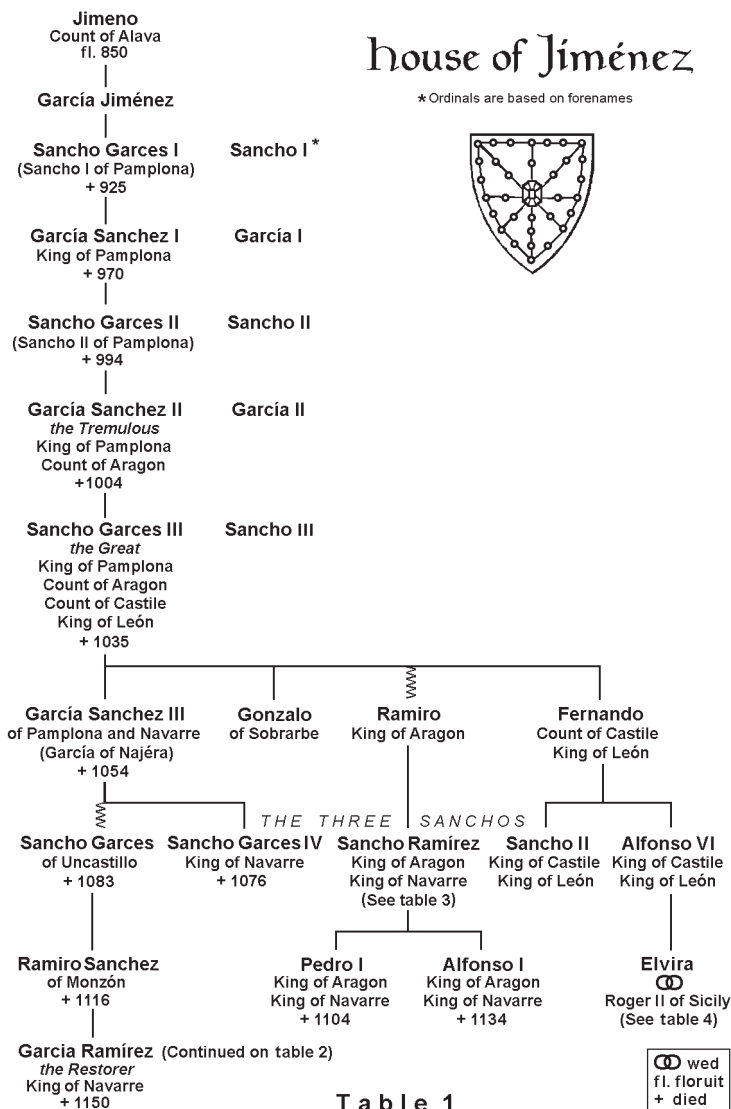 House of Jiménez
* Ordinals are based on forenames
Jimeno
Count of Alava
fl. 850
García Jiménez
Sancho Garces I
(Sancho I of Pamplona)
+ 925
Sancho I *
García Sanchez I
King of Pamplona
+ 970
García I
Sancho Garces II
(Sancho II of Pamplona)
+ 994
Sancho II
García Sanchez II
the Tremulous
King of Pamplona
Count of Aragon
+1004
García II
Sancho Garces III
the Great
King of Pamplona
Count of Aragon
Count of Castile
King of León
+ 1035
Sancho III
García Sanchez III
of Pamplona and Navarre
(García of Najéra)
+ 1054
Gonzalo
of Sobrarbe
Ramiro
King of Aragon
Fernando
Count of Castile
King of León
THE THREE SANCHOS
Sancho Garces
of Uncastillo
+ 1083
Sancho Garces IV
King of Navarre
+ 1076
Sancho Ramírez
King of Aragon
King of Navarre
(See table 3)
Sancho II
King of Castile
King of León
Alfonso VI
King of Castile
King of León
Ramiro Sanchez
of Monzón
+ 1116
Pedro I
King of Aragon
King of Navarre
+ 1104
Alfonso I
King of Aragon
King of Navarre
+ 1134
Elvira
Roger II of Sicily
(See table 4)
Garcia Ramírez (Continued on table 2)
the Restorer
King of Navarre
+ 1150
Table 1
wed
fl. floruit
+ died